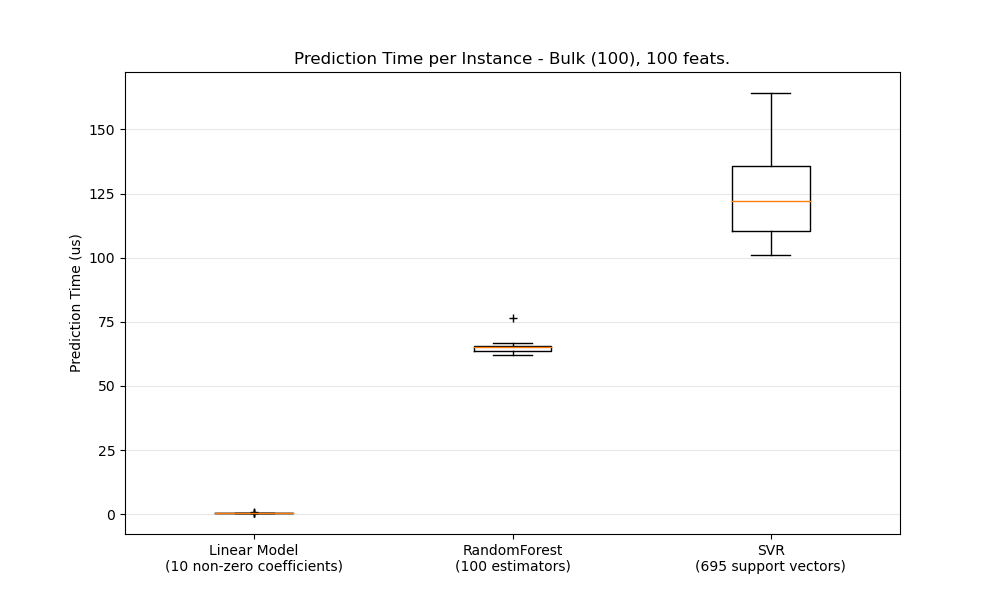 Prediction Time per Instance - Bulk (100), 100 feats.
Prediction Time (us)
150
125
100
75
50
25
0
Linear Model
(10 non-zero coefficients)
RandomForest
(100 estimators)
SVR
(695 support vectors)